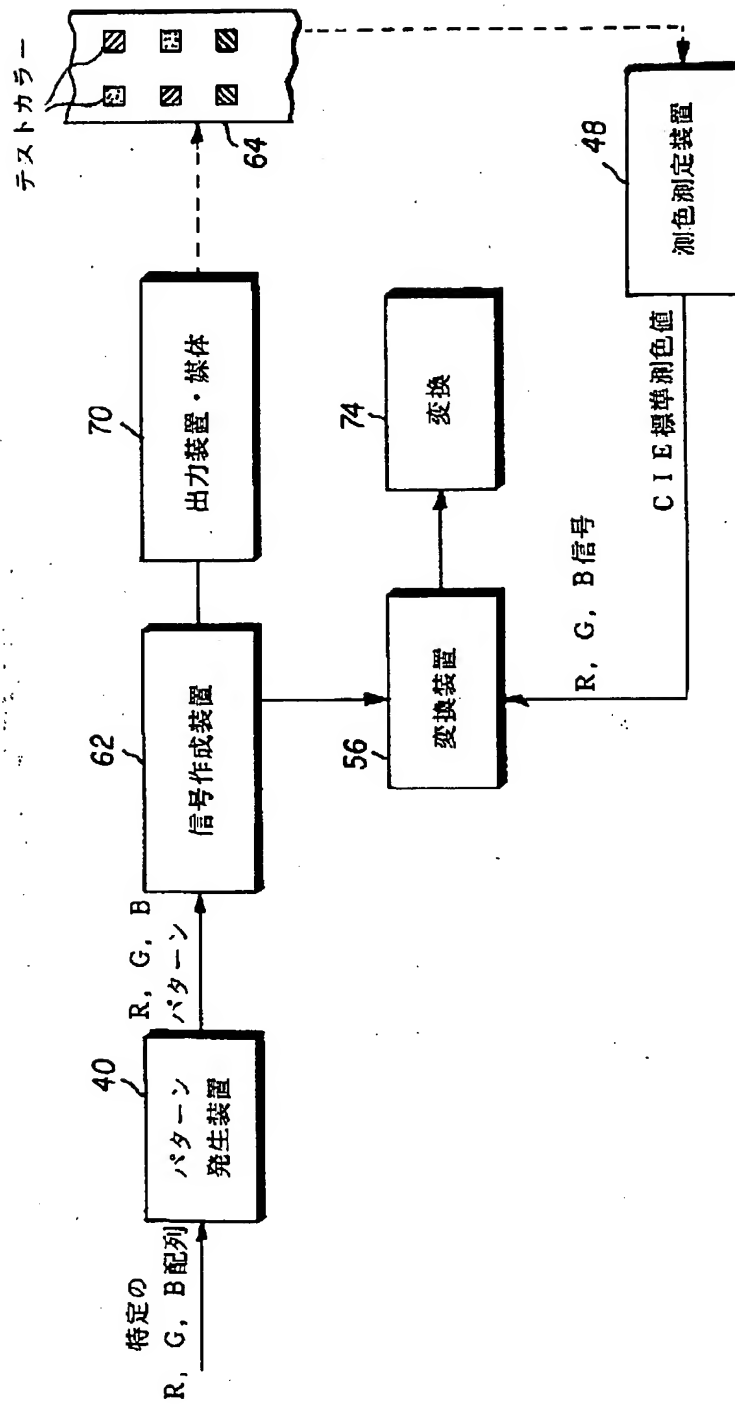 特定の
R, G, B配列
40
パターン
発生装置
R, G, B
パターン
62
信号作成装置
70
出力装置・媒体
テストカラー
64
56
変換装置
74
変換
R, G, B信号
CIE標準測色値
48
測色測定装置